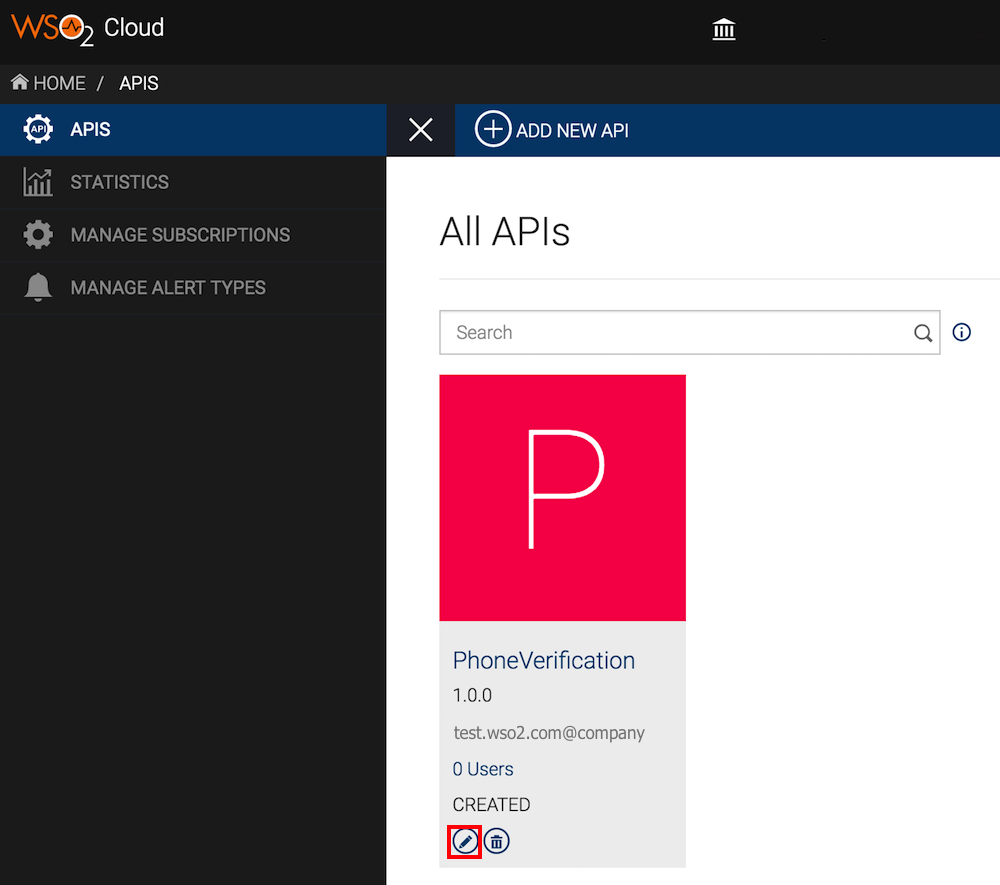 WSO2 Cloud
HOME / APIS
API APIS
ADD NEW API
STATISTICS
MANAGE SUBSCRIPTIONS
MANAGE ALERT TYPES
All APIs
Search
P
PhoneVerification
1.0.0
test.wso2.com@company
0 Users
CREATED